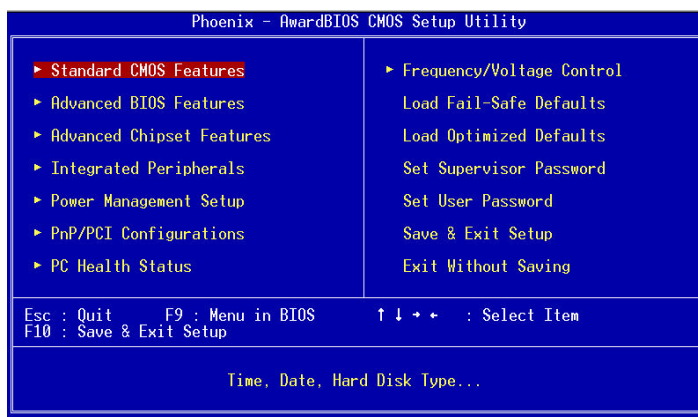 Phoenix - AwardBIOS CMOS Setup Utility
► Standard CMOS Features
► Advanced BIOS Features
► Advanced Chipset Features
► Integrated Peripherals
► Power Management Setup
► PnP/PCI Configurations
► PC Health Status
► Frequency/Voltage Control
Load Fail-Safe Defaults
Load Optimized Defaults
Set Supervisor Password
Set User Password
Save & Exit Setup
Exit Without Saving
Esc : Quit F9 : Menu in BIOS ↑ ↓ → ← : Select Item
F10 : Save & Exit Setup
Time, Date, Hard Disk Type...